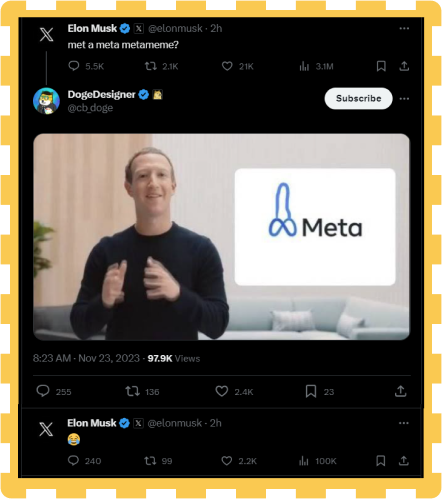 Elon Musk X @elonmusk · 2h
met a meta metameme?
5.5K 2.1K 21K 3.1M
DogeDesigner
@cb_doge
Subscribe
Meta
8:23 AM · Nov 23, 2023 · 97.9K Views
255 136 2.4K 23
Elon Musk X @elonmusk · 2h
😂
240 99 2.2K 100K